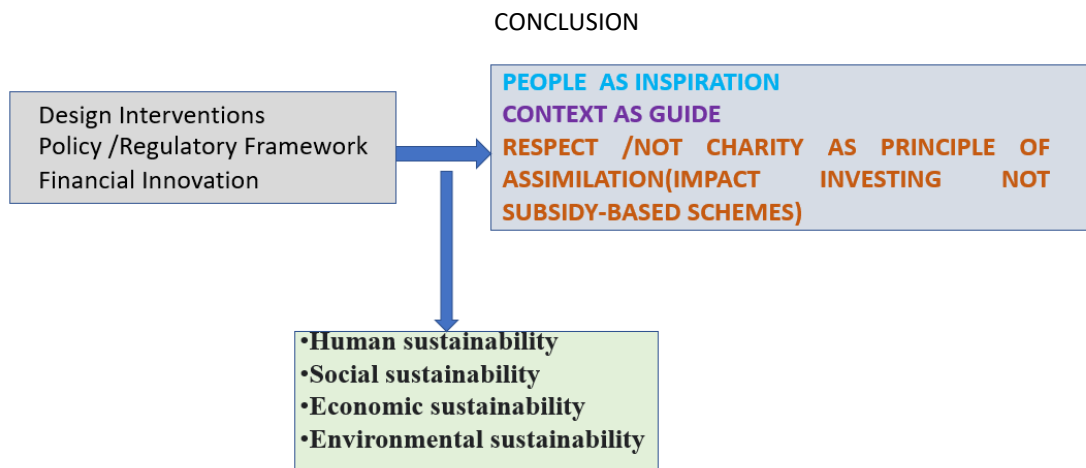 CONCLUSION
Design Interventions
Policy /Regulatory Framework
Financial Innovation
PEOPLE AS INSPIRATION
CONTEXT AS GUIDE
RESPECT /NOT CHARITY AS PRINCIPLE OF
ASSIMILATION(IMPACT INVESTING NOT
SUBSIDY-BASED SCHEMES)
•Human sustainability
•Social sustainability
•Economic sustainability
•Environmental sustainability